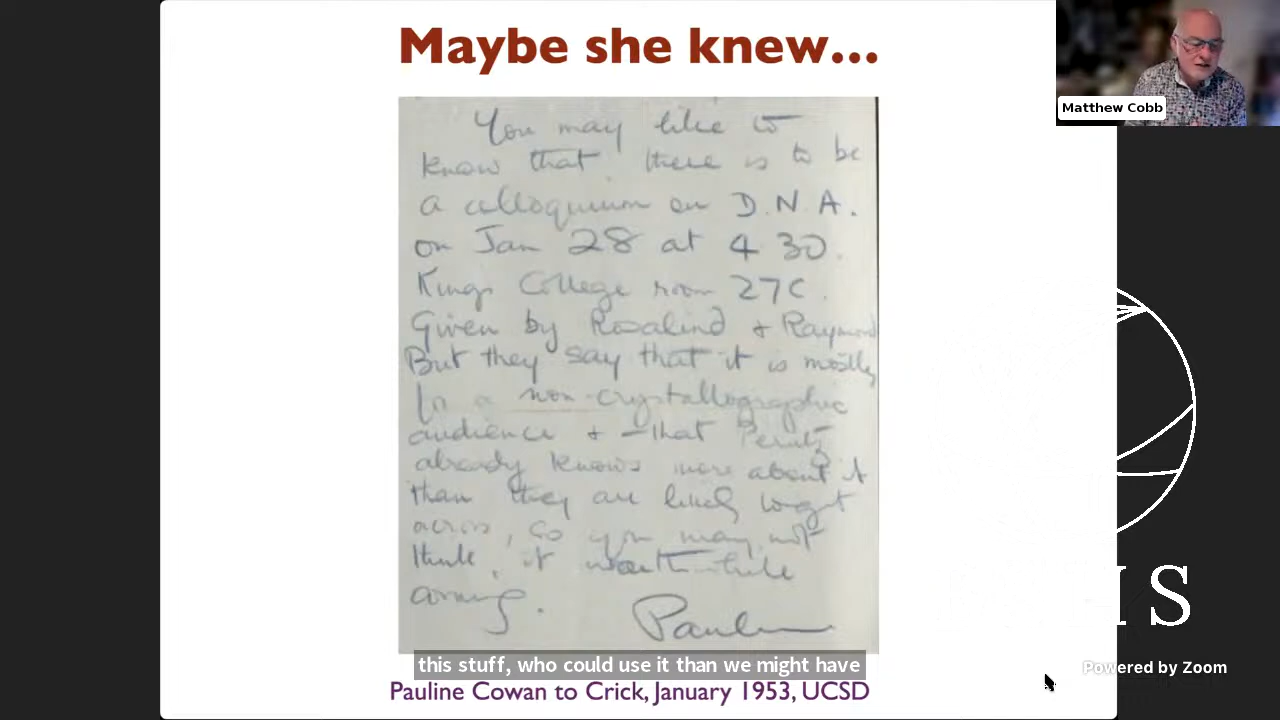 Maybe she knew...
Matthew Cobb
You may like to
know that there is to be
a colloquium on D.N.A.
on Jan 28 at 4 30.
Kings College room 27C.
Given by Rosalind & Raymond
But they say that it is mostly
for a non-crystallographic
audience & - that Perutz
already knows more about it
than they are likely to get
across, so you may not
think it worth while
coming.
Pauline
this stuff, who could use it than we might have
Pauline Cowan to Crick, January 1953, UCSD
S
Powered by Zoom